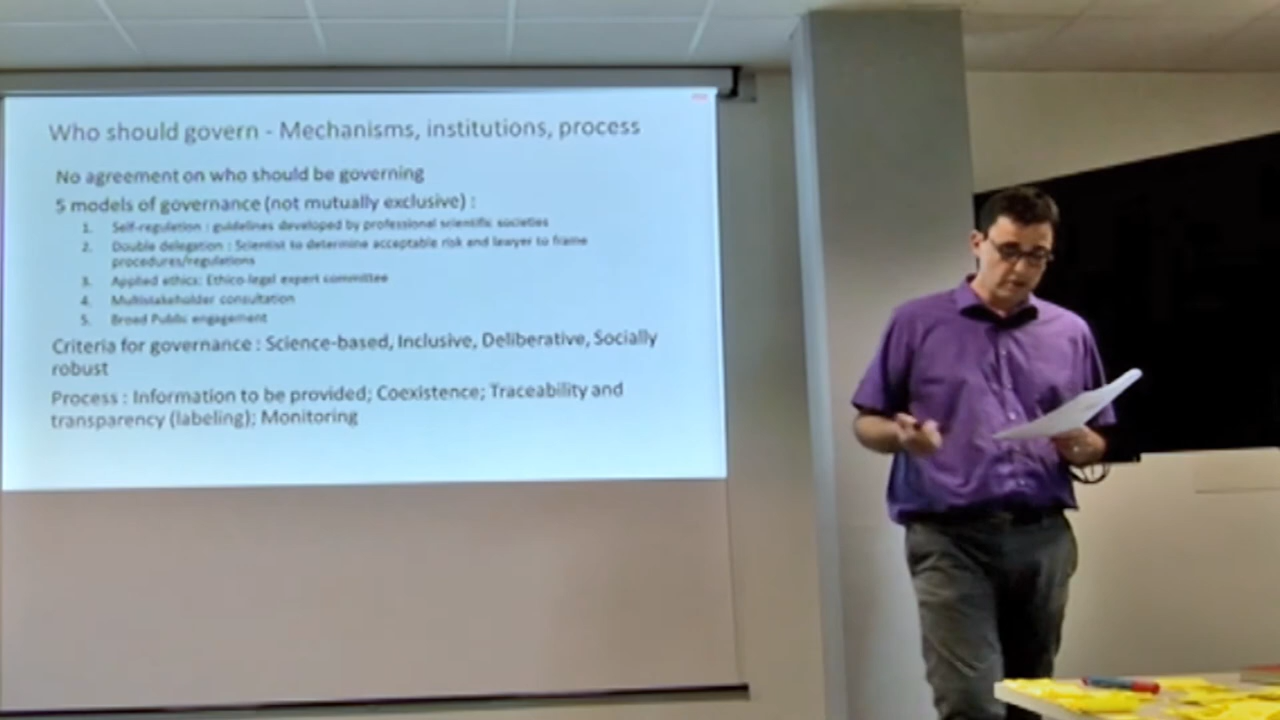 Who should govern - Mechanisms, institutions, process
No agreement on who should be governing
5 models of governance (not mutually exclusive) :
1. Self-regulation : guidelines developed by professional scientific societies
2. Double delegation : Scientist to determine acceptable risk and lawyer to frame
procedures/regulations
3. Applied ethics: Ethico-legal expert committee
4. Multistakeholder consultation
5. Broad Public engagement
Criteria for governance : Science-based, Inclusive, Deliberative, Socially
robust
Process : Information to be provided; Coexistence; Traceability and
transparency (labeling); Monitoring